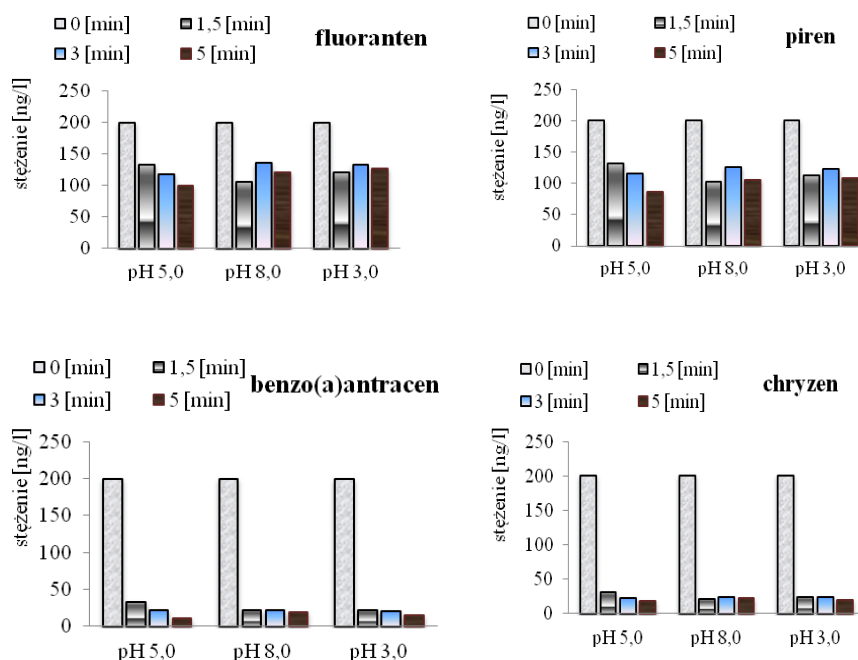 0 [min] 1,5 [min]
3 [min] 5 [min]
fluoranten
stężenie [ng/l]
250
200
150
100
50
0
pH 5,0 pH 8,0 pH 3,0
0 [min] 1,5 [min]
3 [min] 5 [min]
piren
stężenie [ng/l]
250
200
150
100
50
0
pH 5,0 pH 8,0 pH 3,0
0 [min] 1,5 [min]
3 [min] 5 [min]
benzo(a)antracen
stężenie [ng/l]
250
200
150
100
50
0
pH 5,0 pH 8,0 pH 3,0
0 [min] 1,5 [min]
3 [min] 5 [min]
chryzen
stężenie [ng/l]
250
200
150
100
50
0
pH 5,0 pH 8,0 pH 3,0